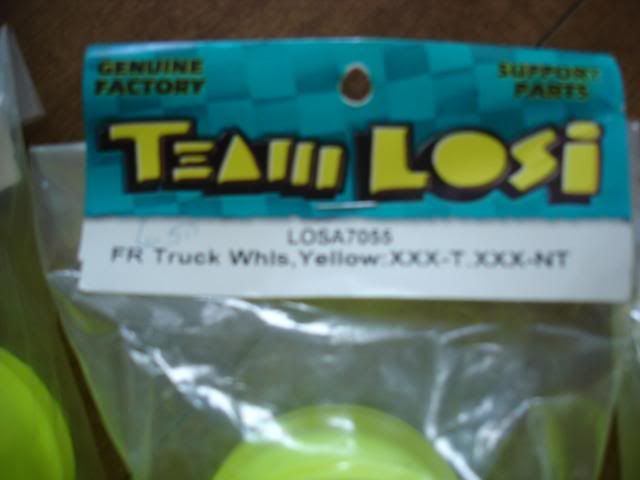 GENUINE
FACTORY
SUPPORT
PARTS
TEAM LOSI
LOSA7055
FR Truck Whls,Yellow:XXX-T.XXX-NT